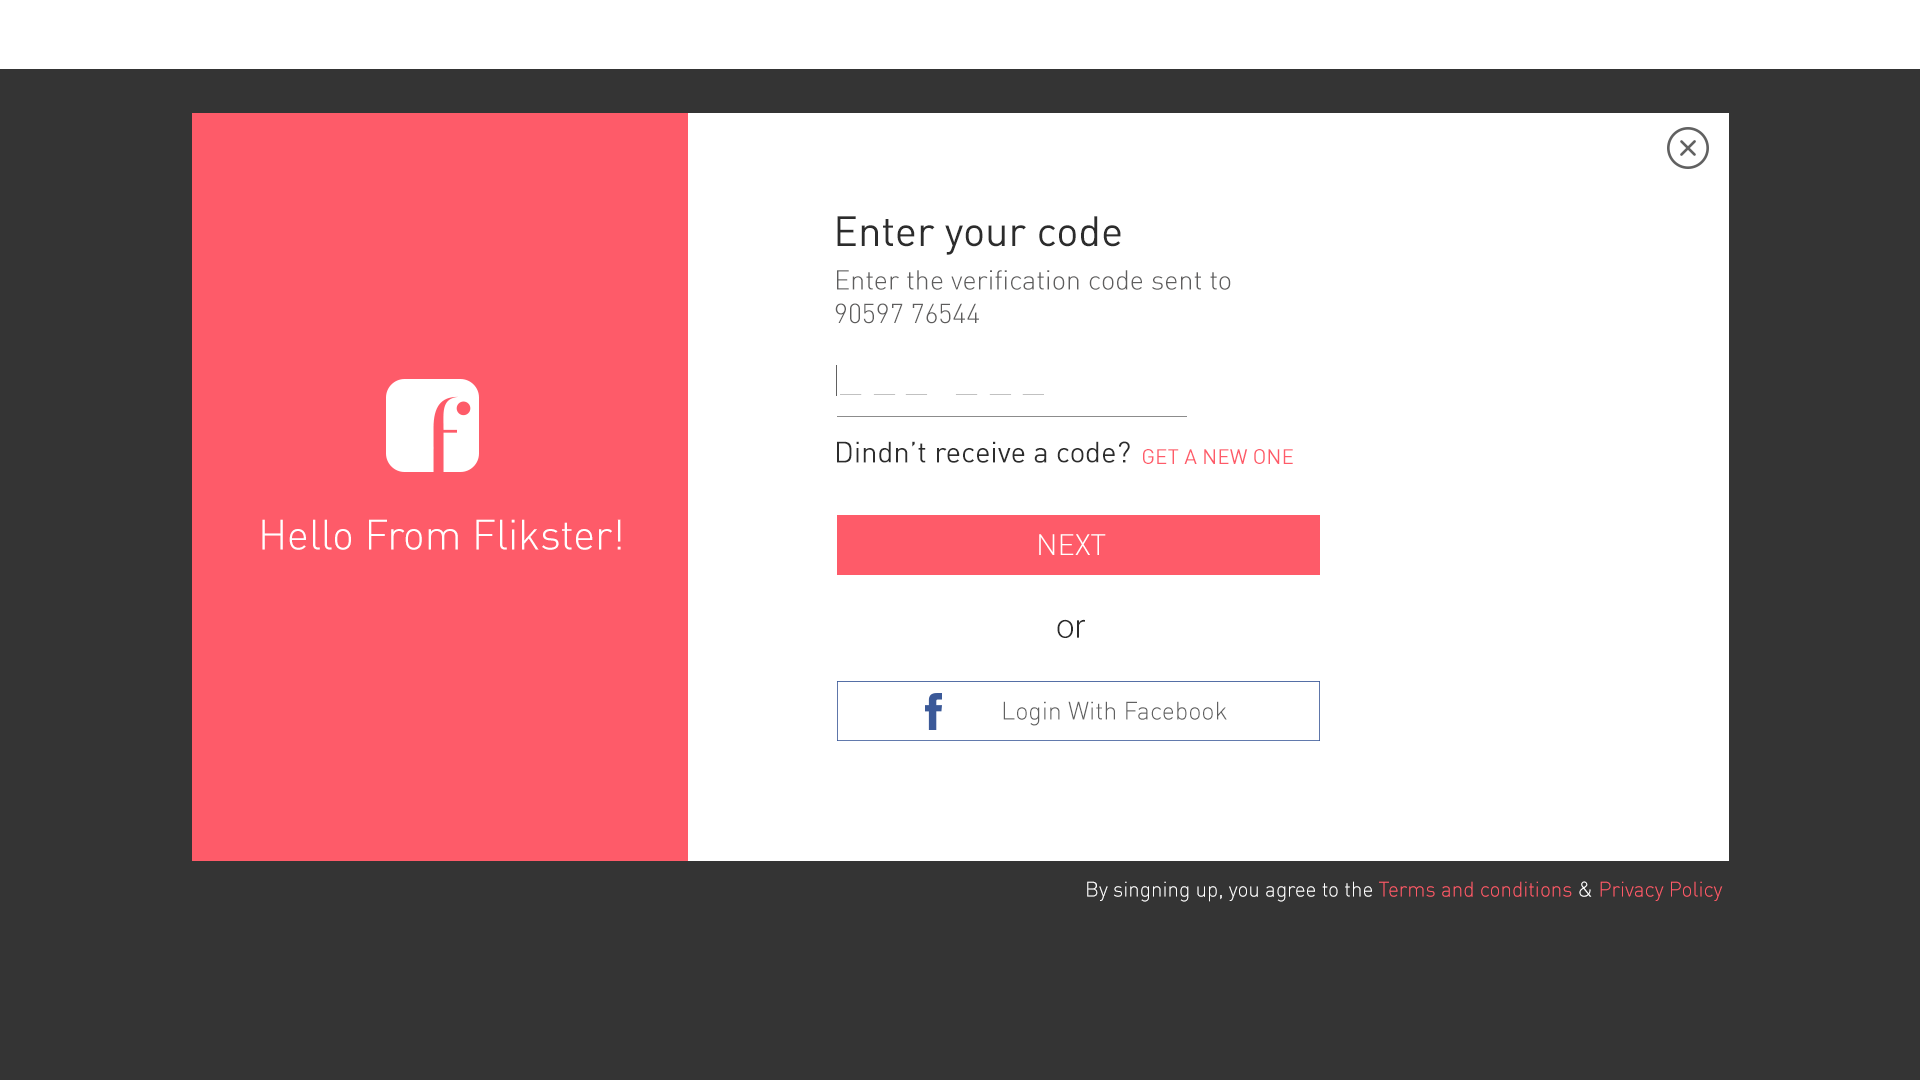 f
Hello From Flikster!
Enter your code
Enter the verification code sent to
90597 76544
Dindn’t receive a code? GET A NEW ONE
NEXT
or
f Login With Facebook
By singning up, you agree to the Terms and conditions & Privacy Policy